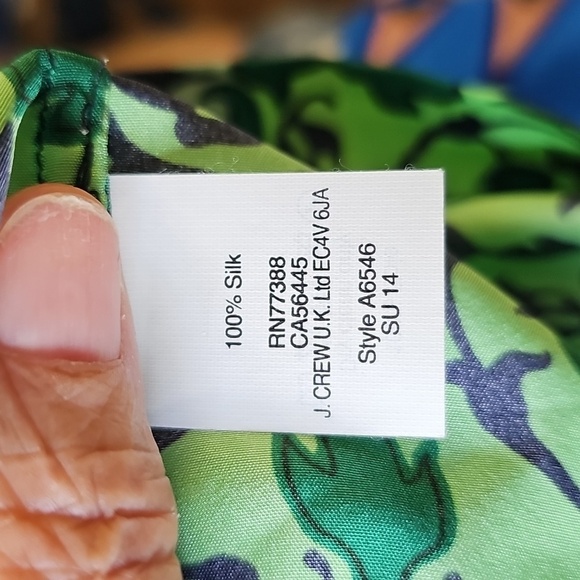 100% Silk
RN77388
CA56445
J. CREW U.K. Ltd EC4V 6JA
Style A6546
SU 14